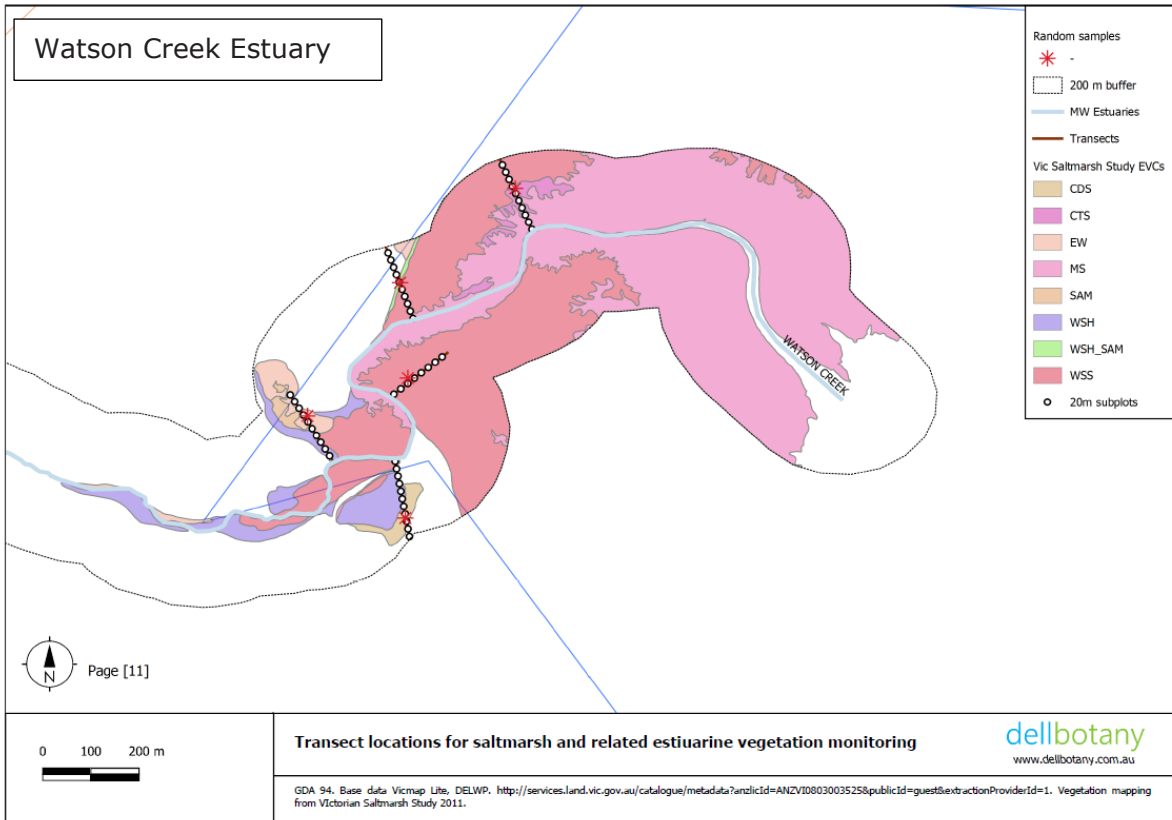 Watson Creek Estuary
Random samples
-
200 m buffer
MW Estuaries
Transects
Vic Saltmarsh Study EVCs
CDS
CTS
EW
MS
SAM
WSH
WSH_SAM
WSS
20m subplots
WATSON CREEK
N
Page [11]
0 100 200 m
Transect locations for saltmarsh and related estiuarine vegetation monitoring
dellbotany
www.dellbotany.com.au
GDA 94. Base data Vicmap Lite, DELWP. http://services.land.vic.gov.au/catalogue/metadata?anzlicId=ANZVI0803003525&publicId=guest&extractionProviderId=1. Vegetation mapping
from VIctorian Saltmarsh Study 2011.